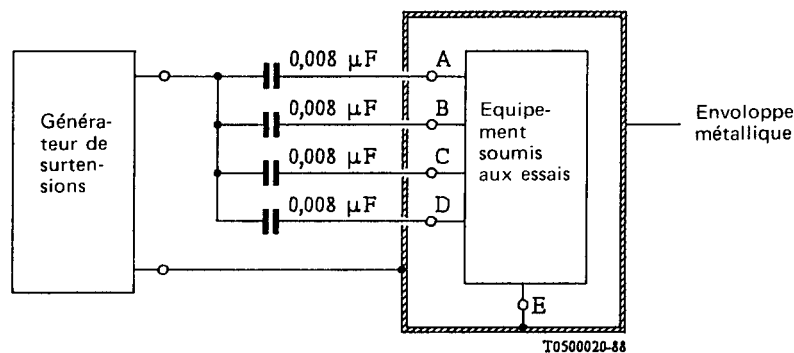 Généra-
teur de
surten-
sions
0,008 µF
0,008 µF
0,008 µF
0,008 µF
A
B
C
D
Equipe-
ment
soumis
aux essais
E
Envoloppe
métallique
T0500020-88